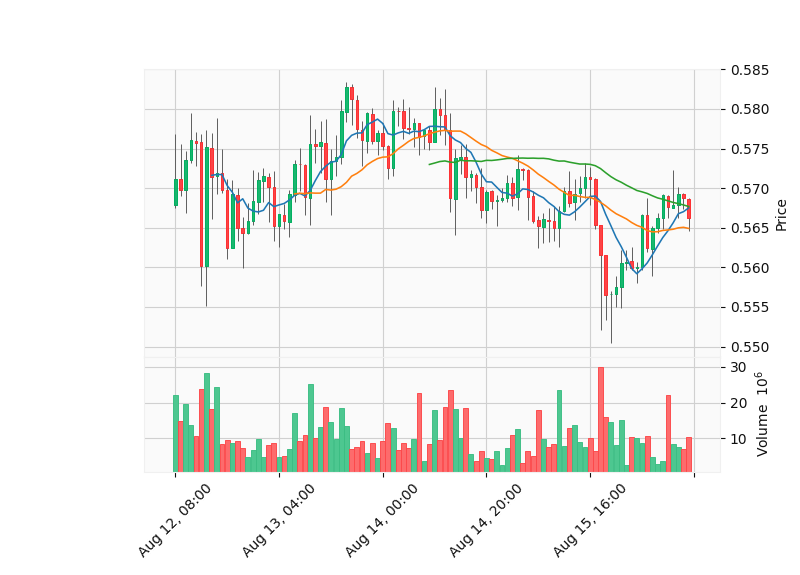 0.585
0.580
0.575
0.570
0.565
0.560
0.555
0.550
Price
30
20
10
Volume 10^6
Aug 12, 08:00
Aug 13, 04:00
Aug 14, 00:00
Aug 14, 20:00
Aug 15, 16:00